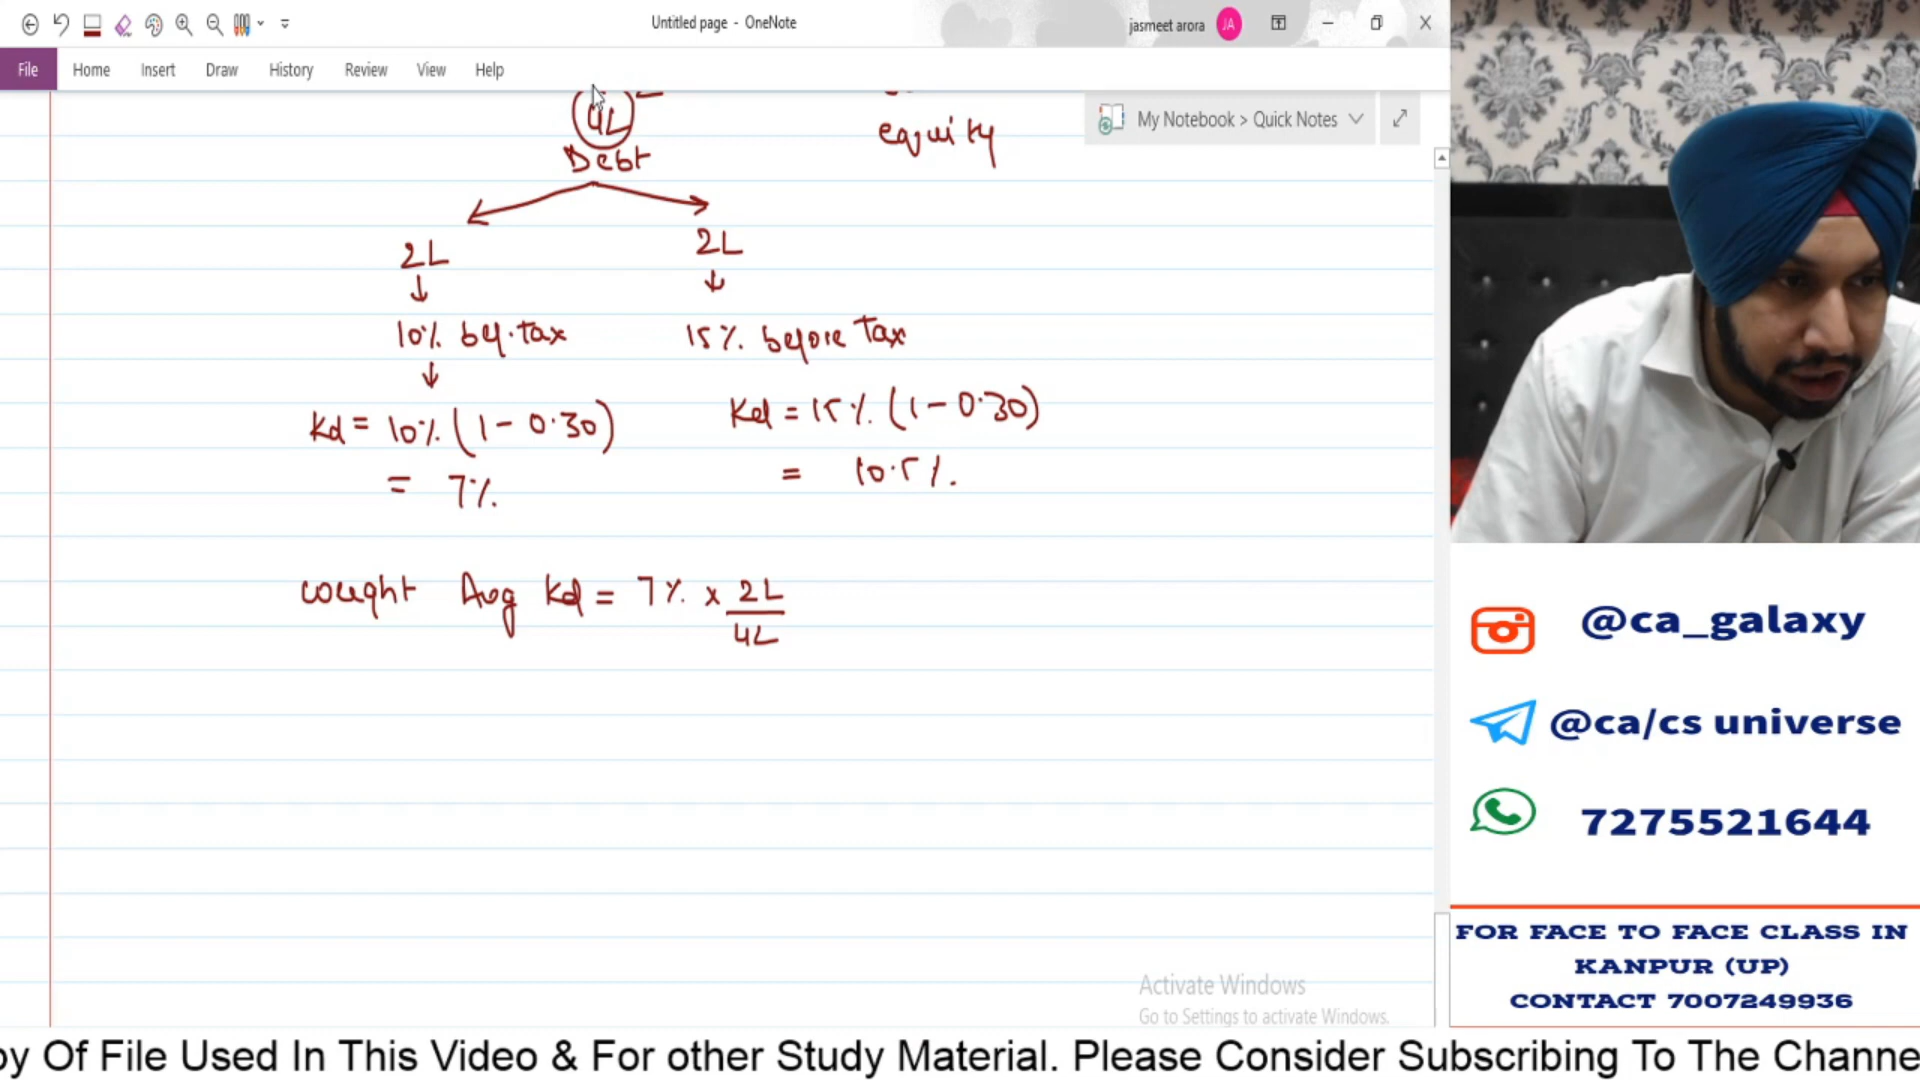 Untitled page - OneNote
jasmeet arora JA
File Home Insert Draw History Review View Help
My Notebook > Quick Notes
4L
Debt
equity
2L 2L
10% bef. tax 15% before Tax
Kd = 10% (1 - 0.30) Kd = 15% (1 - 0.30)
= 7% = 10.5%
Weight Avg Kd = 7% x 2L
4L
@ca_galaxy
@ca/cs universe
7275521644
FOR FACE TO FACE CLASS IN
KANPUR (UP)
CONTACT 7007249936
Activate Windows
Go to Settings to activate Windows.
py Of File Used In This Video & For other Study Material. Please Consider Subscribing To The Channe